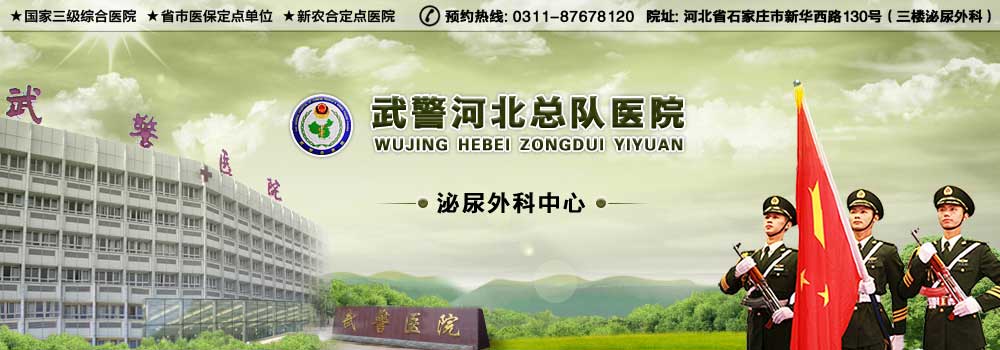 ★国家三级综合医院 ★省市医保定点单位 ★新农合定点医院 预约热线: 0311-87678120 院址: 河北省石家庄市新华西路130号（三楼泌尿外科）
武警河北总队医院
WUJING HEBEI ZONGDUI YIYUAN
泌尿外科中心
武警医院
武警医院